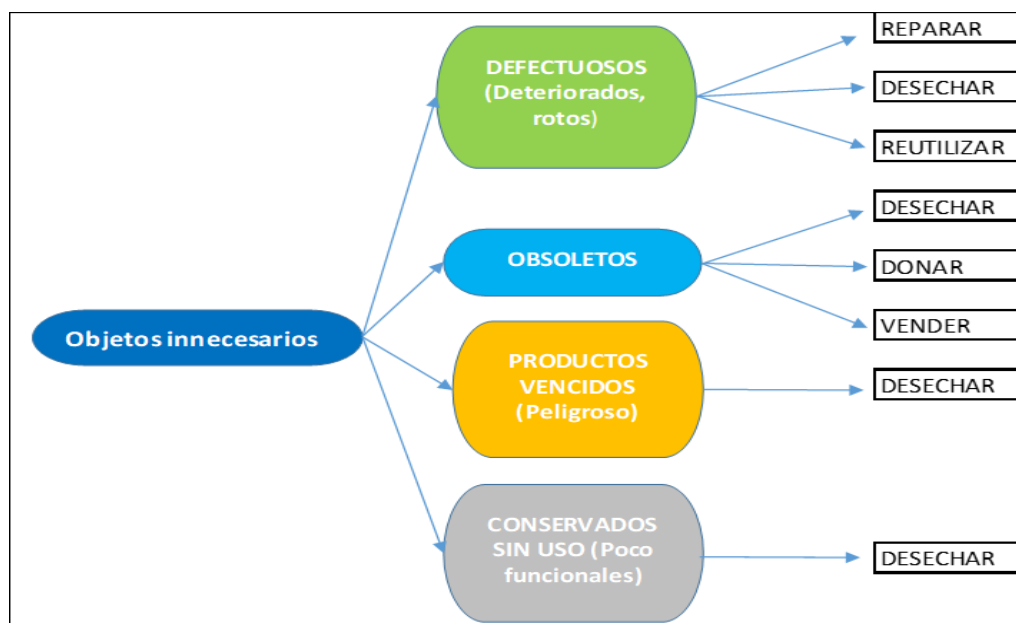 Objetos innecesarios
DEFECTUOSOS
(Deteriorados,
rotos)
REPARAR
DESECHAR
REUTILIZAR
OBSOLETOS
DESECHAR
DONAR
VENDER
PRODUCTOS
VENCIDOS
(Peligroso)
DESECHAR
CONSERVADOS
SIN USO (Poco
funcionales)
DESECHAR